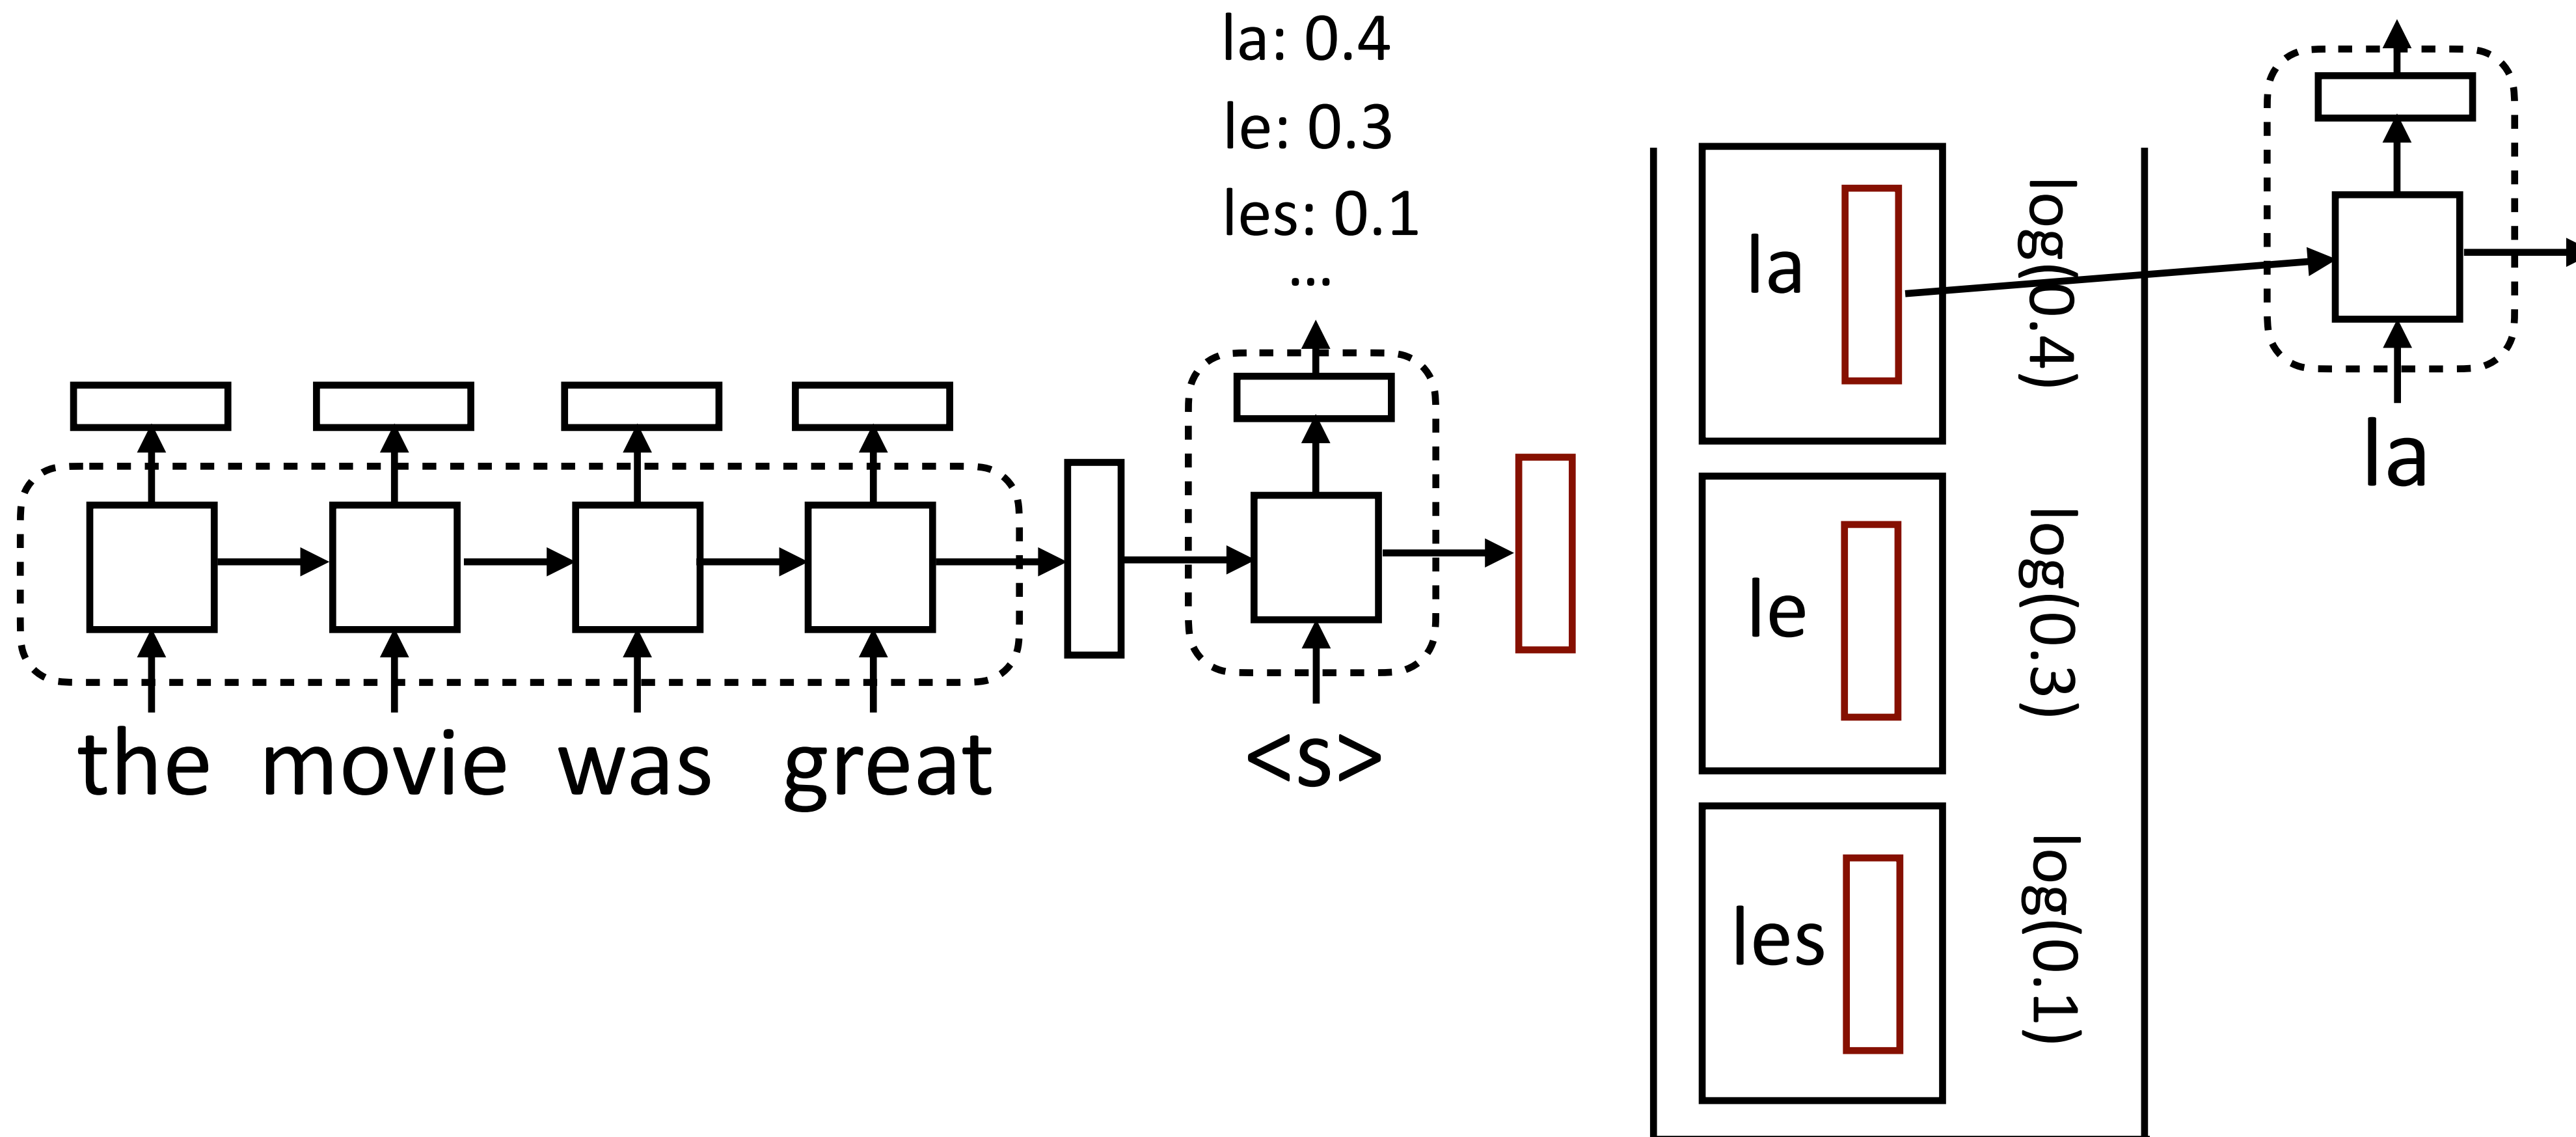 la: 0.4
le: 0.3
les: 0.1
...
the movie was great
<s>
la
log(0.4)
le
log(0.3)
les
log(0.1)
la